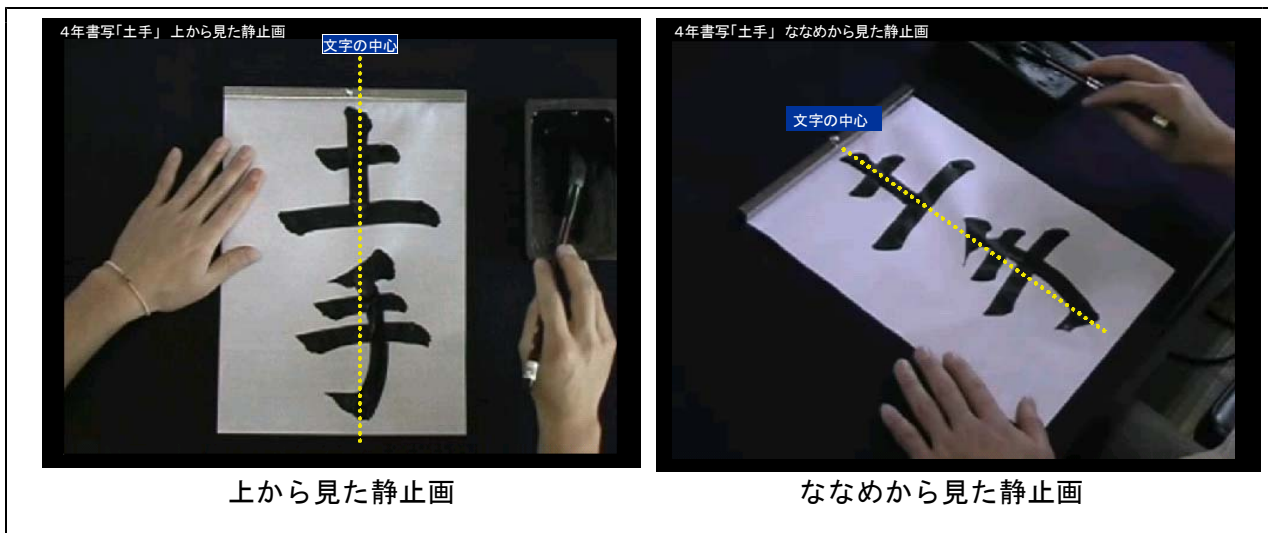 4年書写「土手」 上から見た静止画
文字の中心
土手
上から見た静止画
4年書写「土手」 ななめから見た静止画
文字の中心
土手
ななめから見た静止画